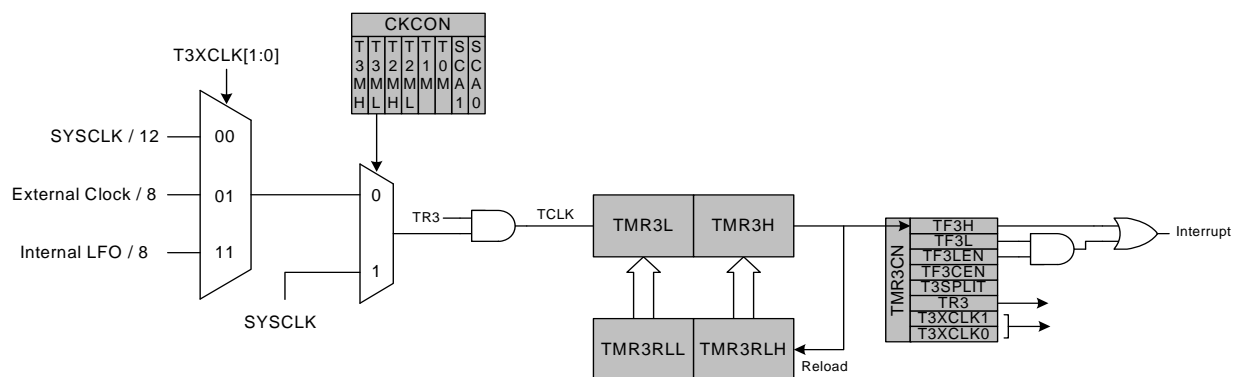 CKCON
T3MH
T3ML
T2MH
T2ML
T1M
T0M
SCA1
SCA0
T3XCLK[1:0]
SYSCLK / 12
00
External Clock / 8
01
Internal LFO / 8
11
0
1
SYSCLK
TR3
TCLK
TMR3L
TMR3H
TMR3RLL
TMR3RLH
Reload
TMR3CN
TF3H
TF3L
TF3LEN
TF3CEN
T3SPLIT
TR3
T3XCLK1
T3XCLK0
Interrupt